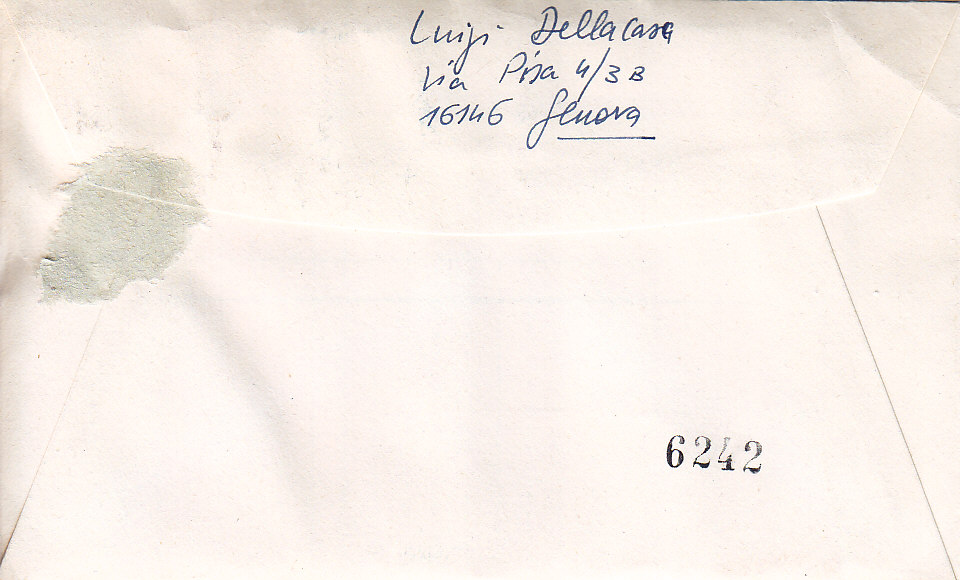 Luigi Dellacasa
Via Pisa 4/3 B
16146 Genova
6242